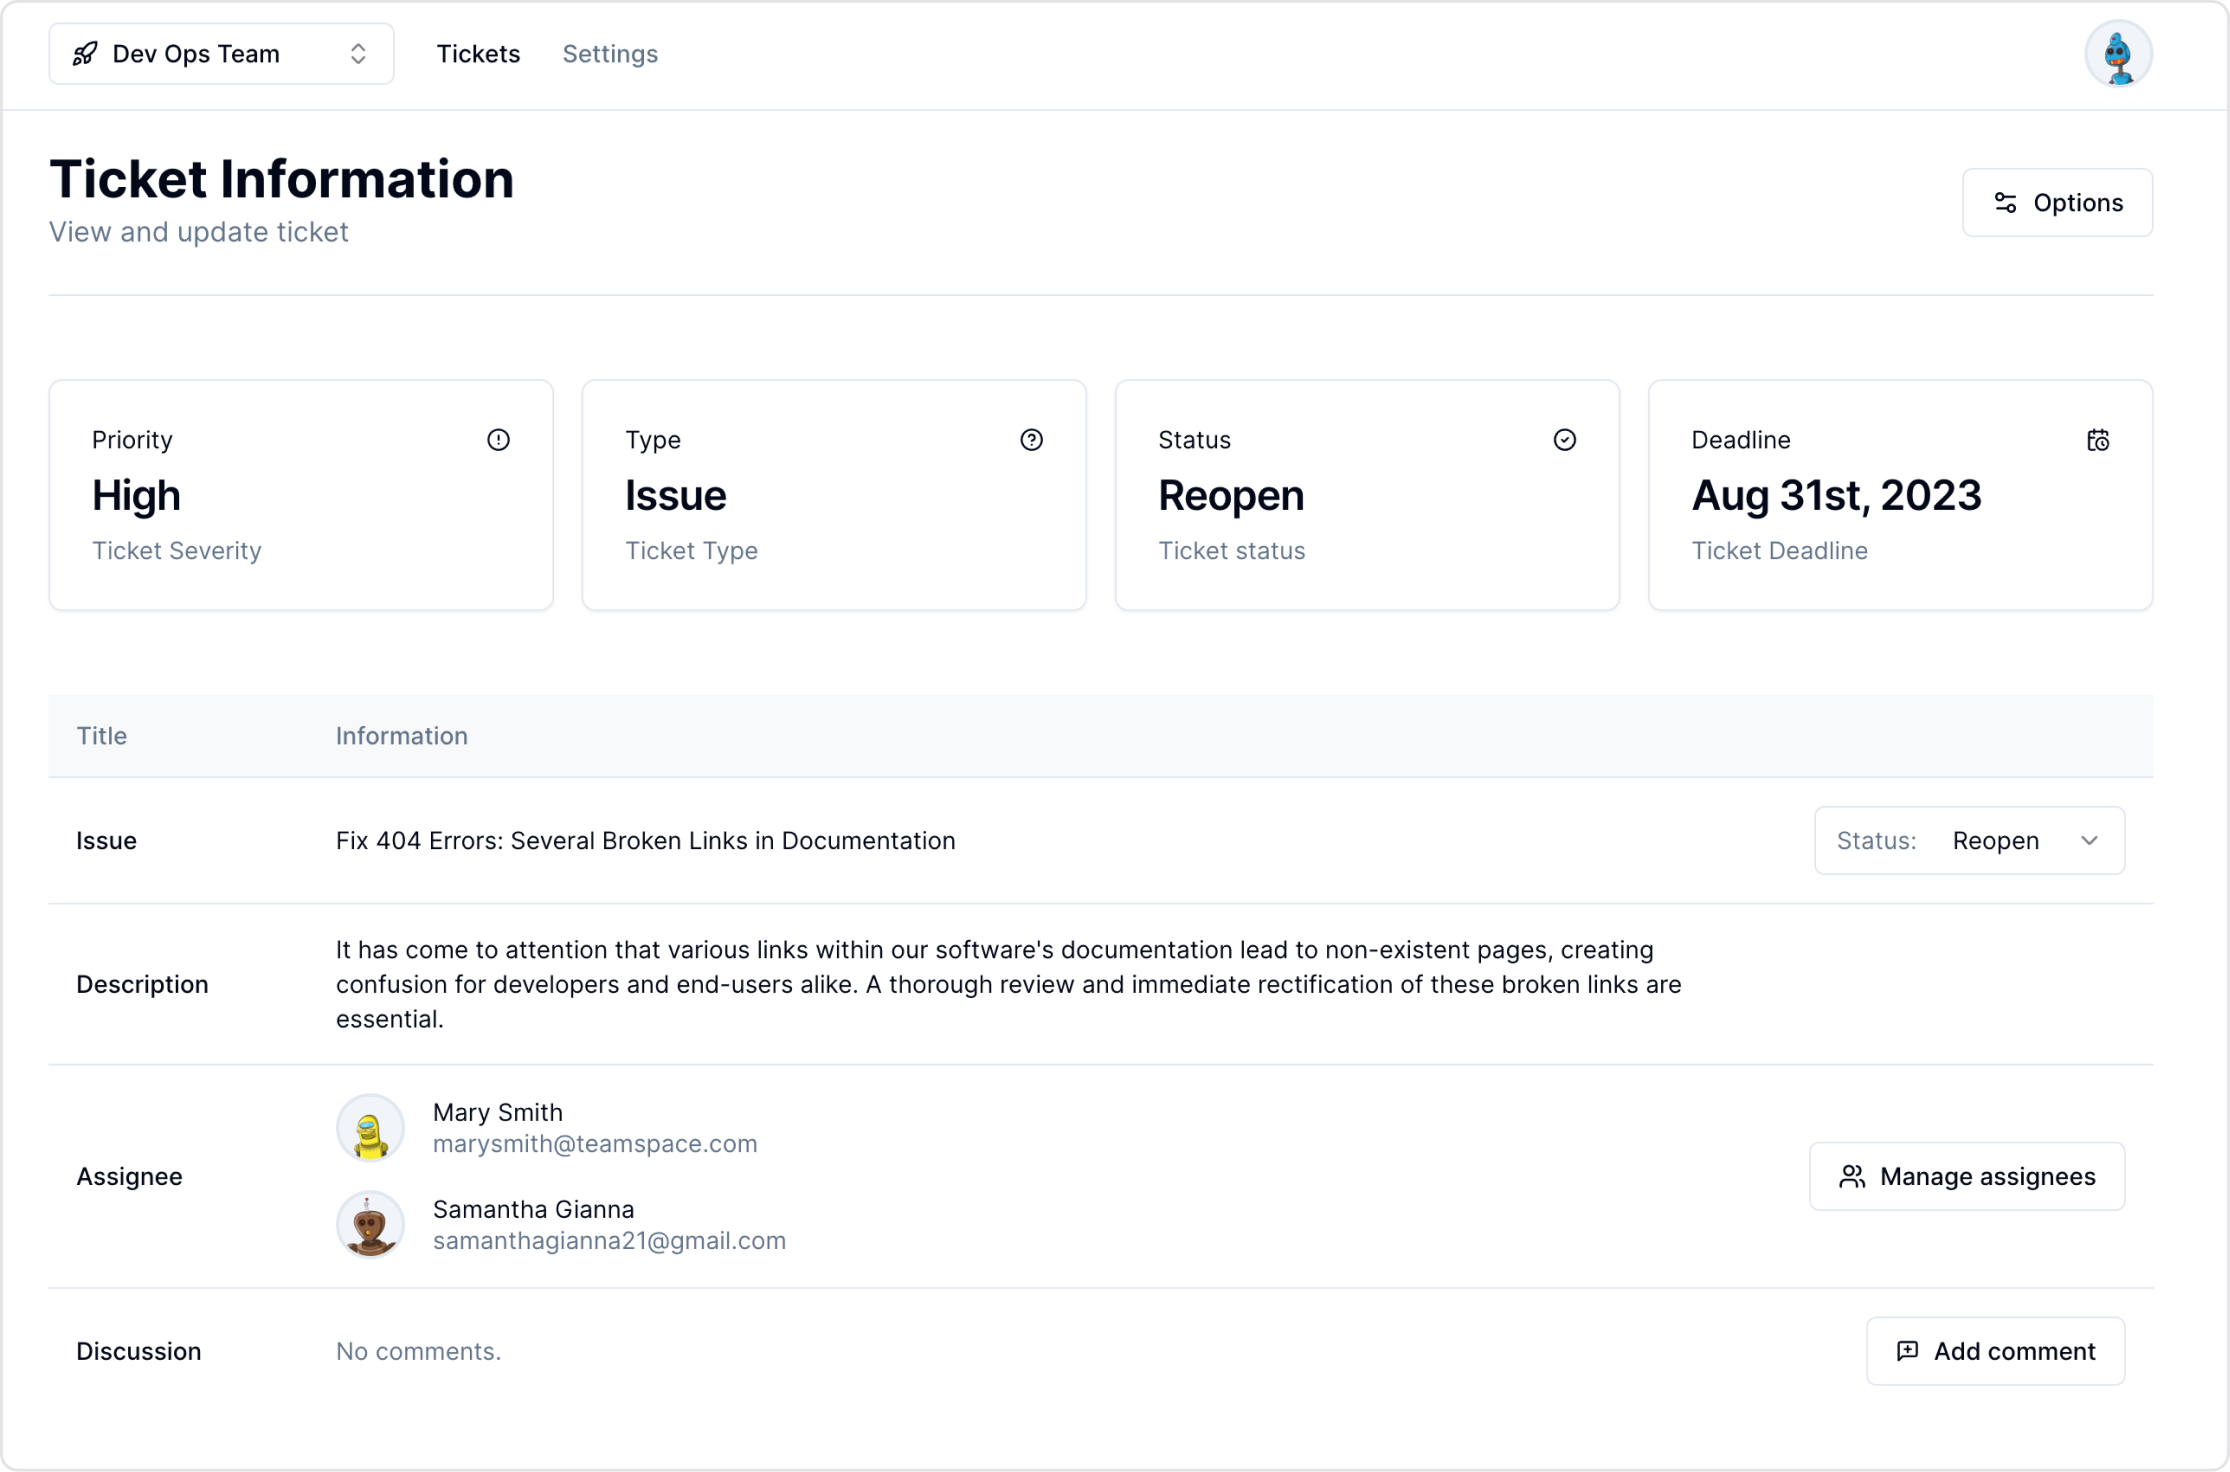 Dev Ops Team
Tickets
Settings
Ticket Information
View and update ticket
Options
Priority
High
Ticket Severity
Type
Issue
Ticket Type
Status
Reopen
Ticket status
Deadline
Aug 31st, 2023
Ticket Deadline
Title
Information
Issue
Fix 404 Errors: Several Broken Links in Documentation
Status: Reopen
Description
It has come to attention that various links within our software's documentation lead to non-existent pages, creating
confusion for developers and end-users alike. A thorough review and immediate rectification of these broken links are
essential.
Assignee
Mary Smith
marysmith@teamspace.com
Samantha Gianna
samanthagianna21@gmail.com
Manage assignees
Discussion
No comments.
Add comment